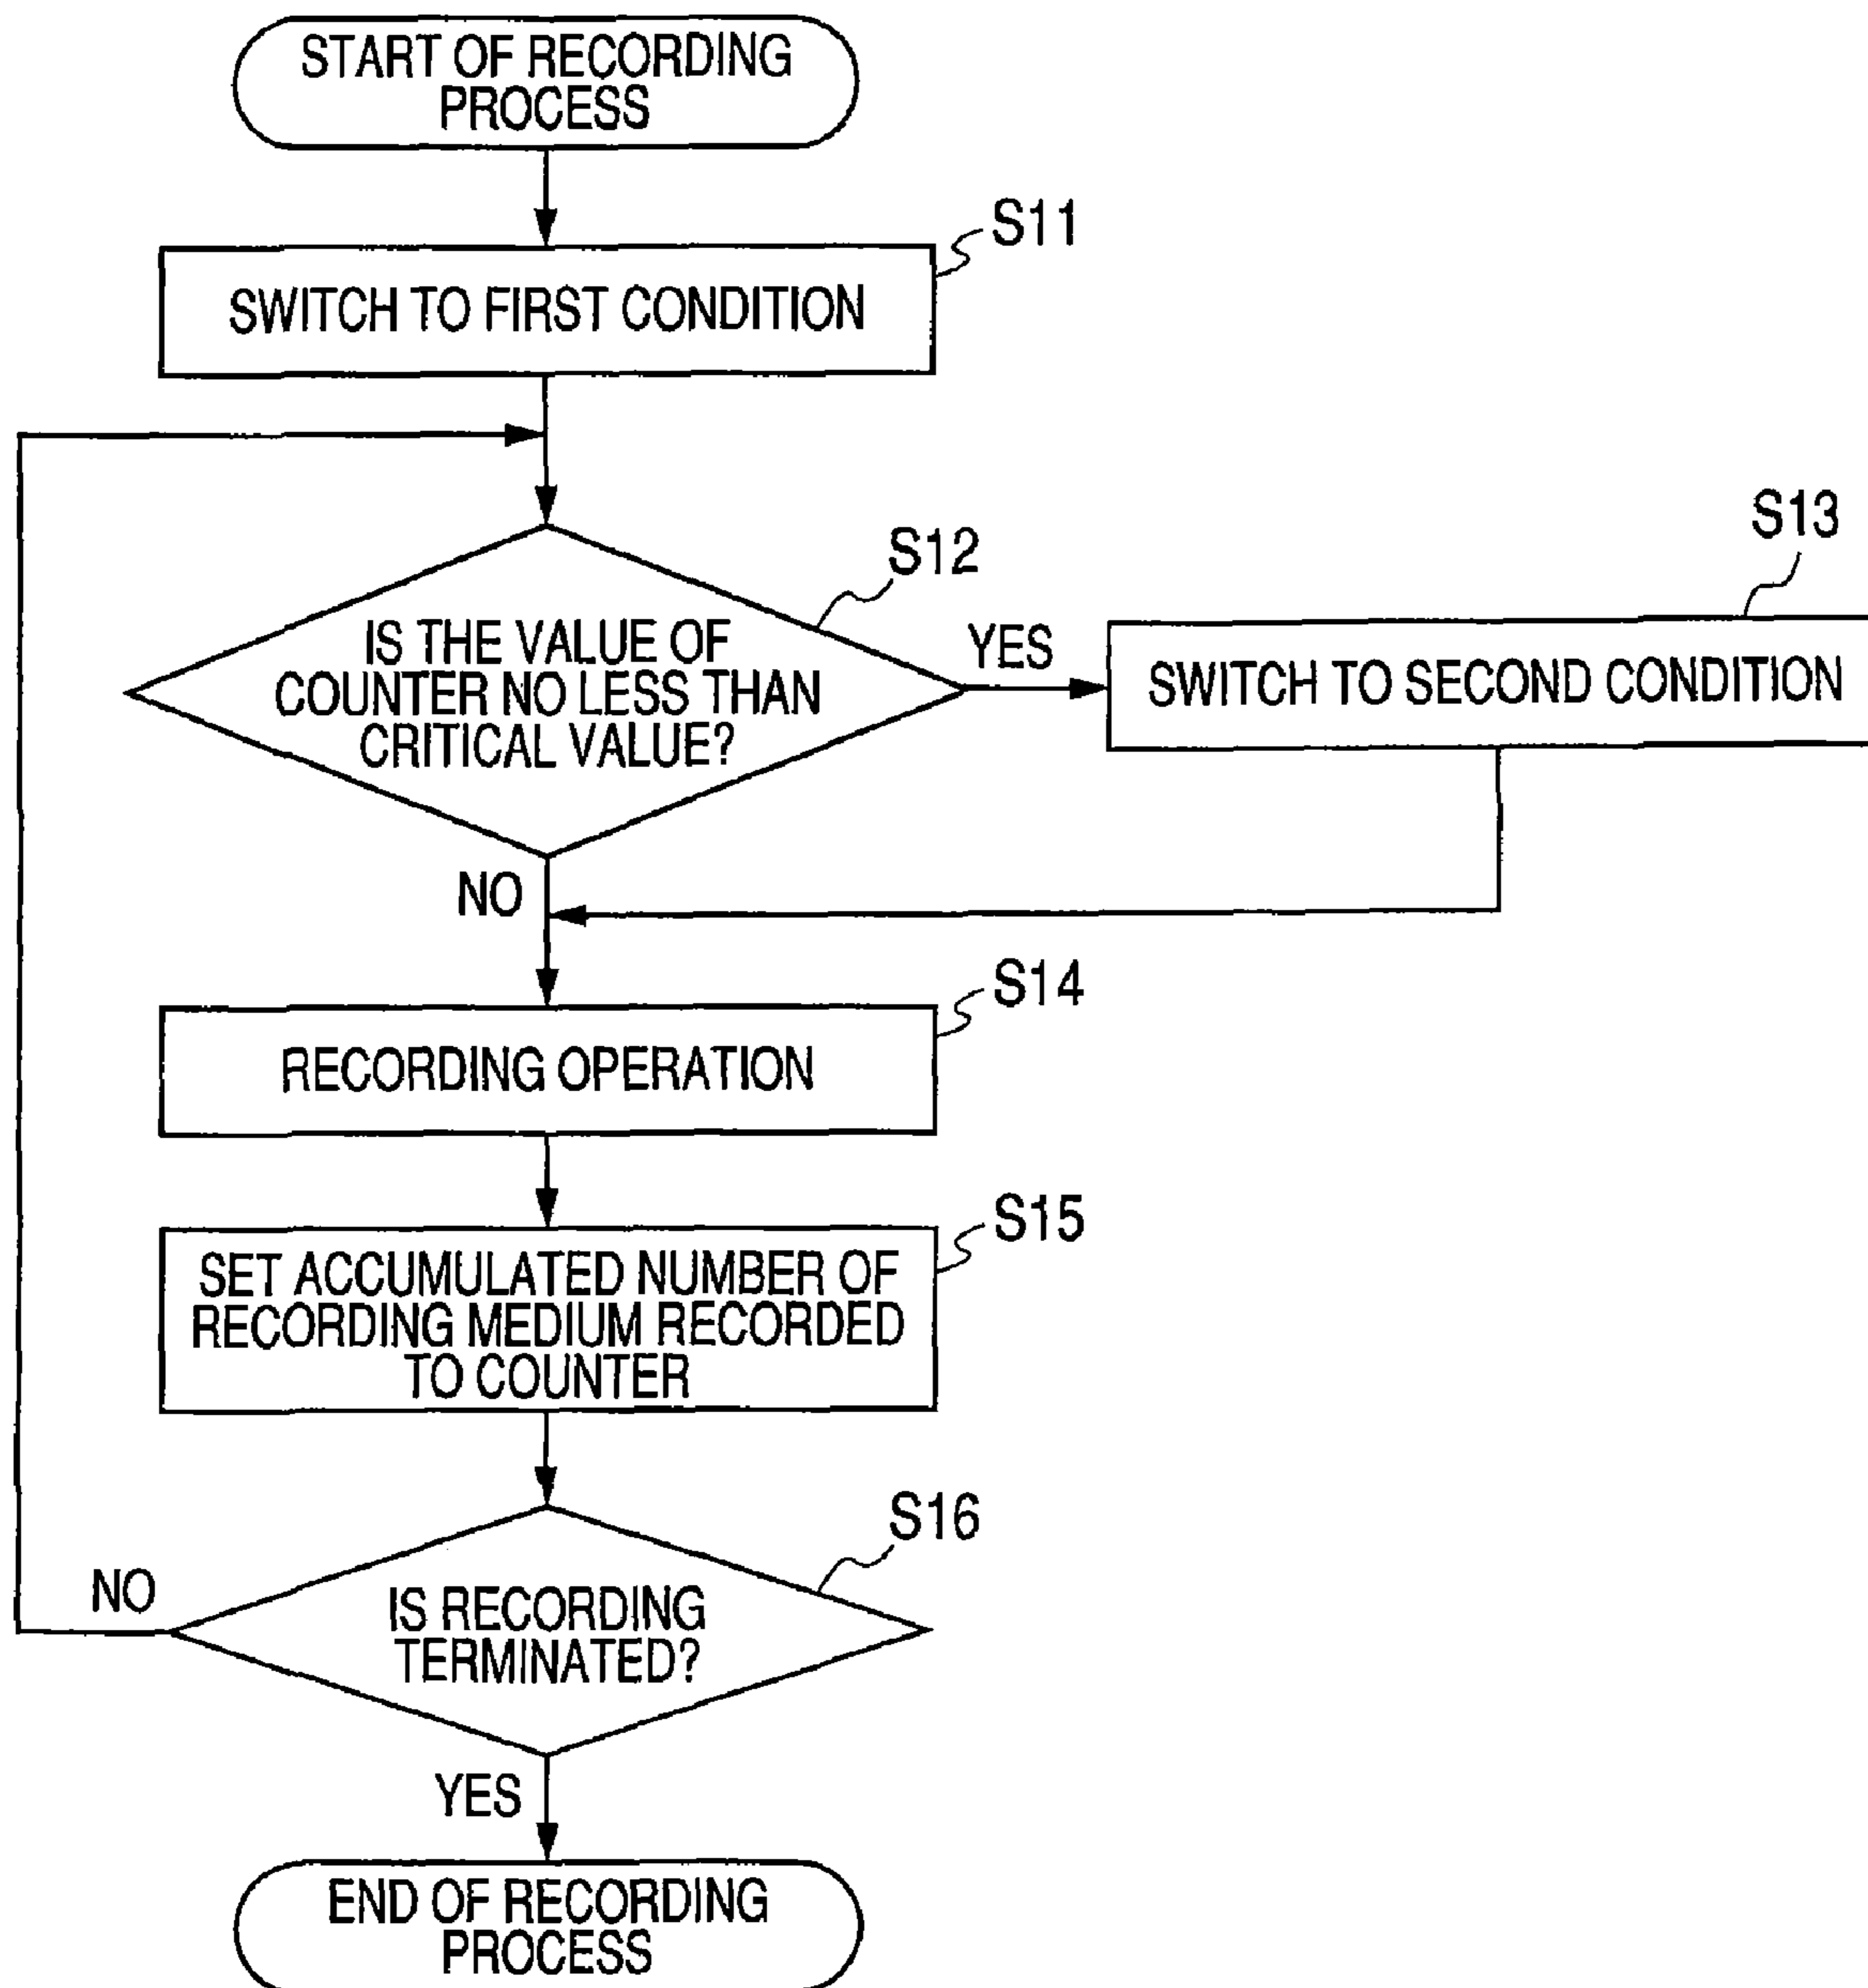 START OF RECORDING
PROCESS
S11
SWITCH TO FIRST CONDITION
S12
IS THE VALUE OF
COUNTER NO LESS THAN
CRITICAL VALUE?
YES
S13
SWITCH TO SECOND CONDITION
NO
S14
RECORDING OPERATION
S15
SET ACCUMULATED NUMBER OF
RECORDING MEDIUM RECORDED
TO COUNTER
S16
IS RECORDING
TERMINATED?
NO
YES
END OF RECORDING
PROCESS